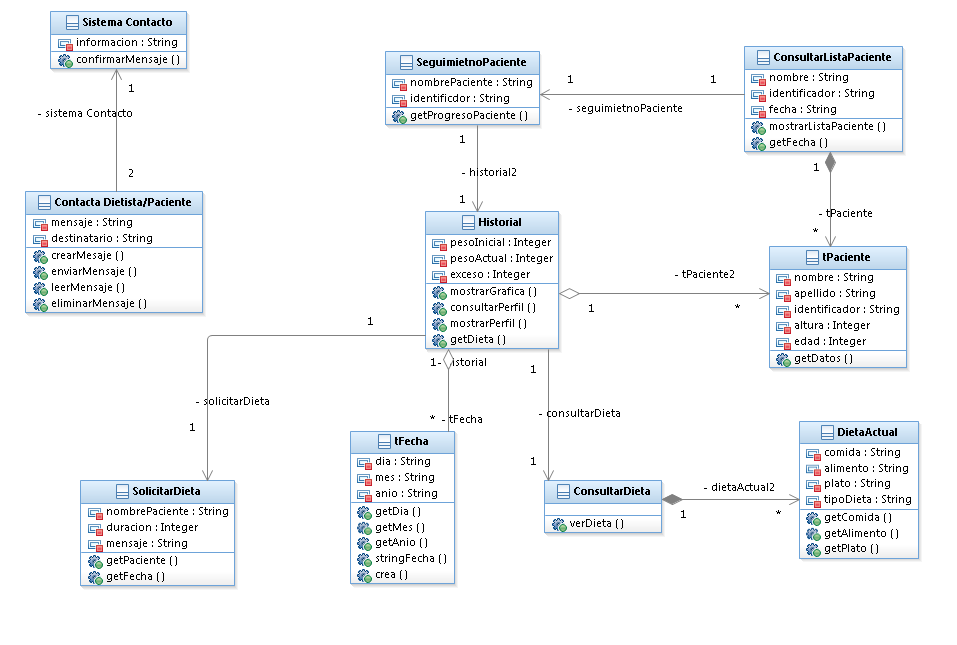 Sistema Contacto
informacion : String
confirmarMensaje ( )
1
- sistema Contacto
2
Contacta Dietista/Paciente
mensaje : String
destinatario : String
crearMesaje ( )
enviarMensaje ( )
leerMensaje ( )
eliminarMensaje ( )
SeguimietnoPaciente
nombrePaciente : String
identificdor : String
getProgresoPaciente ( )
1
1
- seguimietnoPaciente
ConsultarListaPaciente
nombre : String
identificador : String
fecha : String
mostrarListaPaciente ( )
getFecha ( )
1
- historial2
1
1
- tPaciente
*
Historial
pesoInicial : Integer
pesoActual : Integer
exceso : Integer
mostrarGrafica ( )
consultarPerfil ( )
mostrarPerfil ( )
getDieta ( )
- tPaciente2
1
*
tPaciente
nombre : String
apellido : String
identificador : String
altura : Integer
edad : Integer
getDatos ( )
1
- solicitarDieta
1
1- istorial
* - tFecha
1
- consultarDieta
1
SolicitarDieta
nombrePaciente : String
duracion : Integer
mensaje : String
getPaciente ( )
getFecha ( )
tFecha
dia : String
mes : String
anio : String
getDia ( )
getMes ( )
getAnio ( )
stringFecha ( )
crea ( )
ConsultarDieta
verDieta ( )
- dietaActual2
1
*
DietaActual
comida : String
alimento : String
plato : String
tipoDieta : String
getComida ( )
getAlimento ( )
getPlato ( )